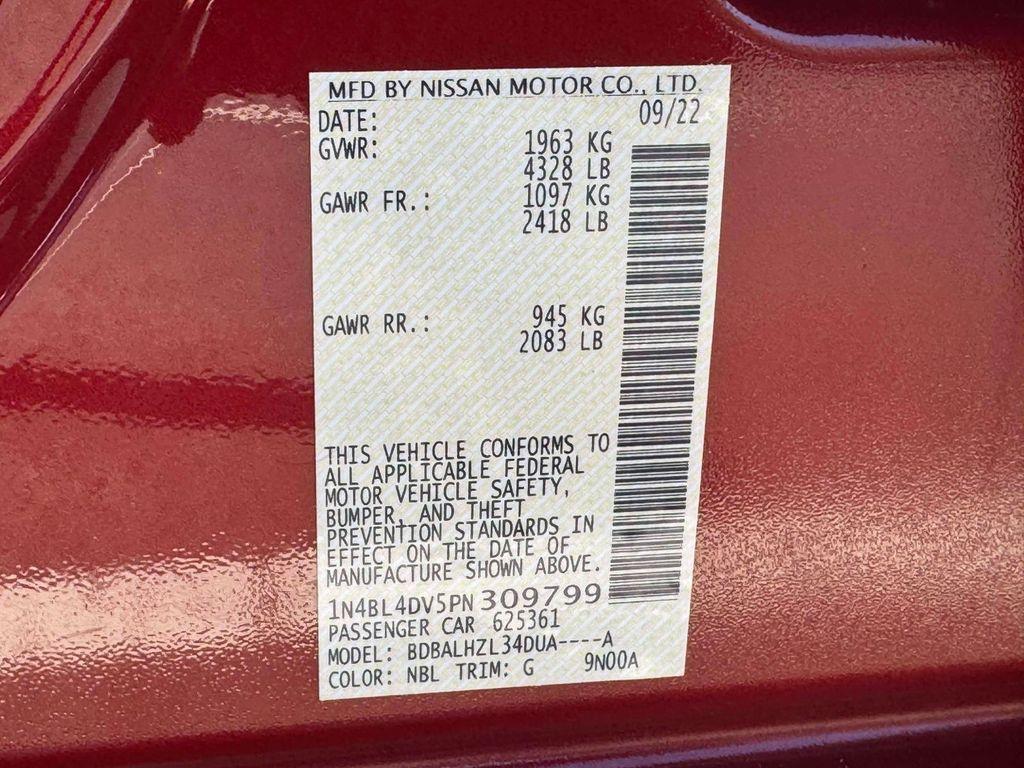 MFD BY NISSAN MOTOR CO., LTD.
DATE: 09/22
GVWR: 1963 KG
4328 LB
GAWR FR.: 1097 KG
2418 LB
GAWR RR.: 945 KG
2083 LB
THIS VEHICLE CONFORMS TO
ALL APPLICABLE FEDERAL
MOTOR VEHICLE SAFETY,
BUMPER, AND THEFT
PREVENTION STANDARDS IN
EFFECT ON THE DATE OF
MANUFACTURE SHOWN ABOVE.
1N4BL4DV5PN309799
PASSENGER CAR 625361
MODEL: BDBALHZL34DUA----A
COLOR: NBL TRIM: G 9N00A